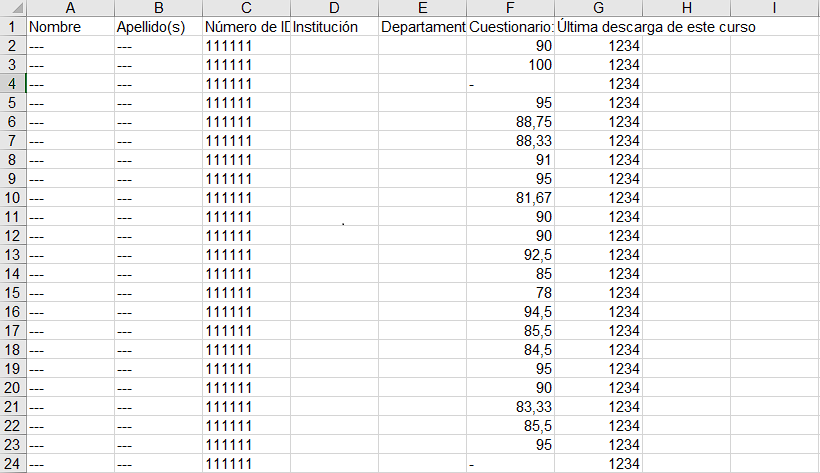 A B C D E F G H I
1 Nombre Apellido(s) Número de ID Institución Departament Cuestionario: Última descarga de este curso
2 --- --- 111111 90 1234
3 --- --- 111111 100 1234
4 --- --- 111111 - 1234
5 --- --- 111111 95 1234
6 --- --- 111111 88,75 1234
7 --- --- 111111 88,33 1234
8 --- --- 111111 91 1234
9 --- --- 111111 95 1234
10 --- --- 111111 81,67 1234
11 --- --- 111111 90 1234
12 --- --- 111111 90 1234
13 --- --- 111111 92,5 1234
14 --- --- 111111 85 1234
15 --- --- 111111 78 1234
16 --- --- 111111 94,5 1234
17 --- --- 111111 85,5 1234
18 --- --- 111111 84,5 1234
19 --- --- 111111 95 1234
20 --- --- 111111 90 1234
21 --- --- 111111 83,33 1234
22 --- --- 111111 85,5 1234
23 --- --- 111111 95 1234
24 --- --- 111111 - 1234